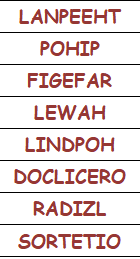 LANPEEHT
POHIP
FIGEFAR
LEWAH
LINDPOH
DOCLICERO
RADIZL
SORTETIO